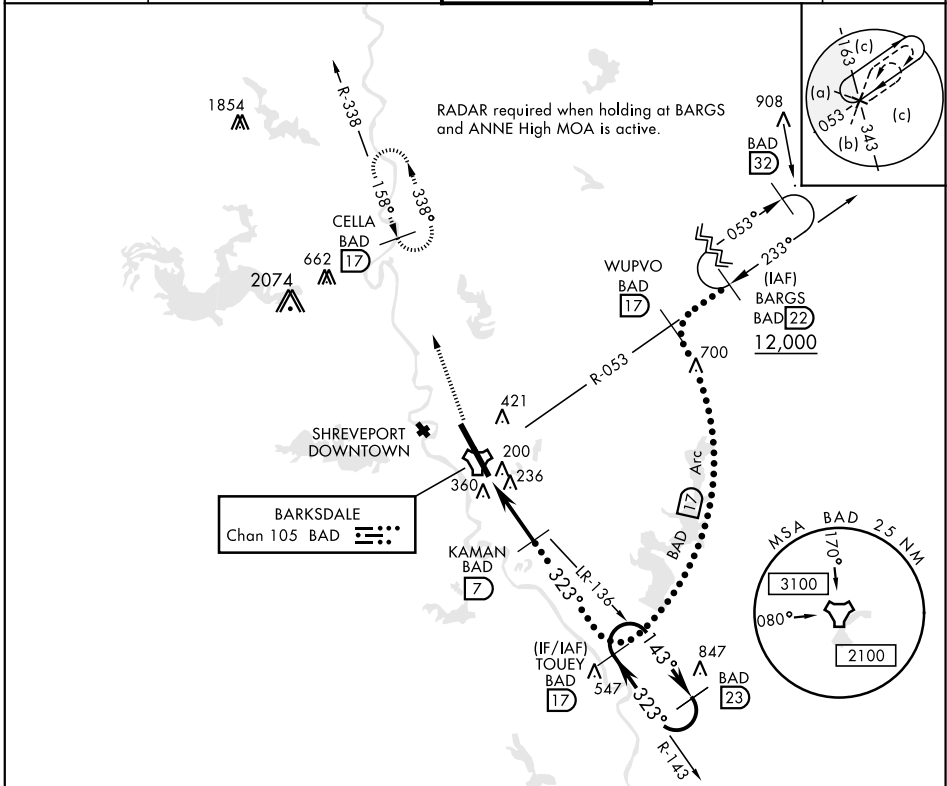 1854
R-338
RADAR required when holding at BARGS
and ANNE High MOA is active.
908
163
(c)
(a)
053
(c)
(b)
343
BAD
32
158°
338°
CELLA
BAD
17
053°
233°
662
2074
WUPVO
BAD
17
(IAF)
BARGS
BAD 22
12,000
700
R-053
421
SHREVEPORT
DOWNTOWN
200
236
360
BARKSDALE
Chan 105 BAD
BAD 17 Arc
KAMAN
BAD
7
323°
LR-136
MSA BAD 25 NM
170°
3100
080°
2100
(IF/IAF)
TOUEY
BAD
17
143°
847
547
BAD
23
323°
R-143